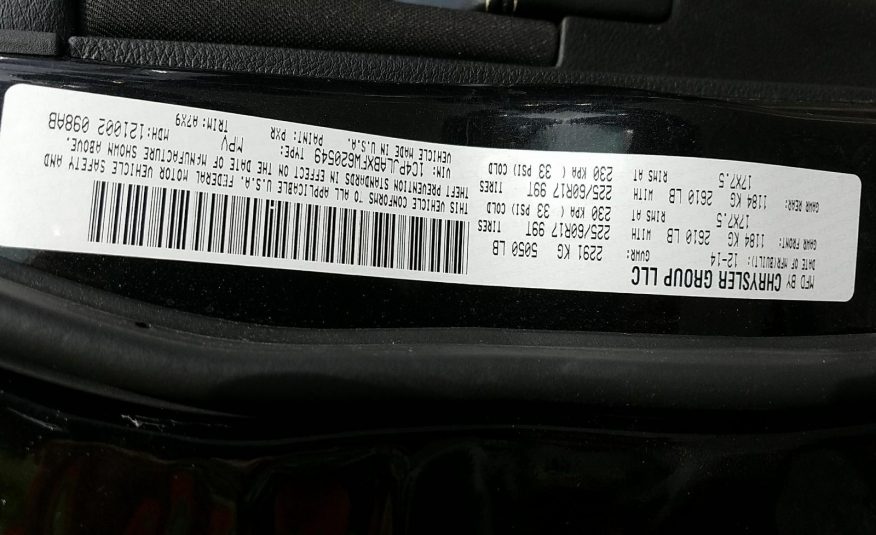 MFD BY CHRYSLER GROUP LLC
DATE OF MFR(BUILT): 12-14 GVWR: 2291 KG 5050 LB
GAWR FRONT: 1184 KG 2610 LB WITH TIRES 225/60R17 99T
RIMS AT 17X7.5 230 KPA ( 33 PSI) COLD
GAWR REAR: 1184 KG 2610 LB WITH TIRES 225/60R17 99T
RIMS AT 17X7.5 230 KPA ( 33 PSI) COLD
THIS VEHICLE CONFORMS TO ALL APPLICABLE U.S.A. FEDERAL MOTOR VEHICLE SAFETY AND
THEFT PREVENTION STANDARDS IN EFFECT ON THE DATE OF MANUFACTURE SHOWN ABOVE.
VIN: 1C4PJLABXFW620549 TYPE: MPV MDH:121002 098AB
VEHICLE MADE IN U.S.A. PAINT: PXR TRIM: A7X9